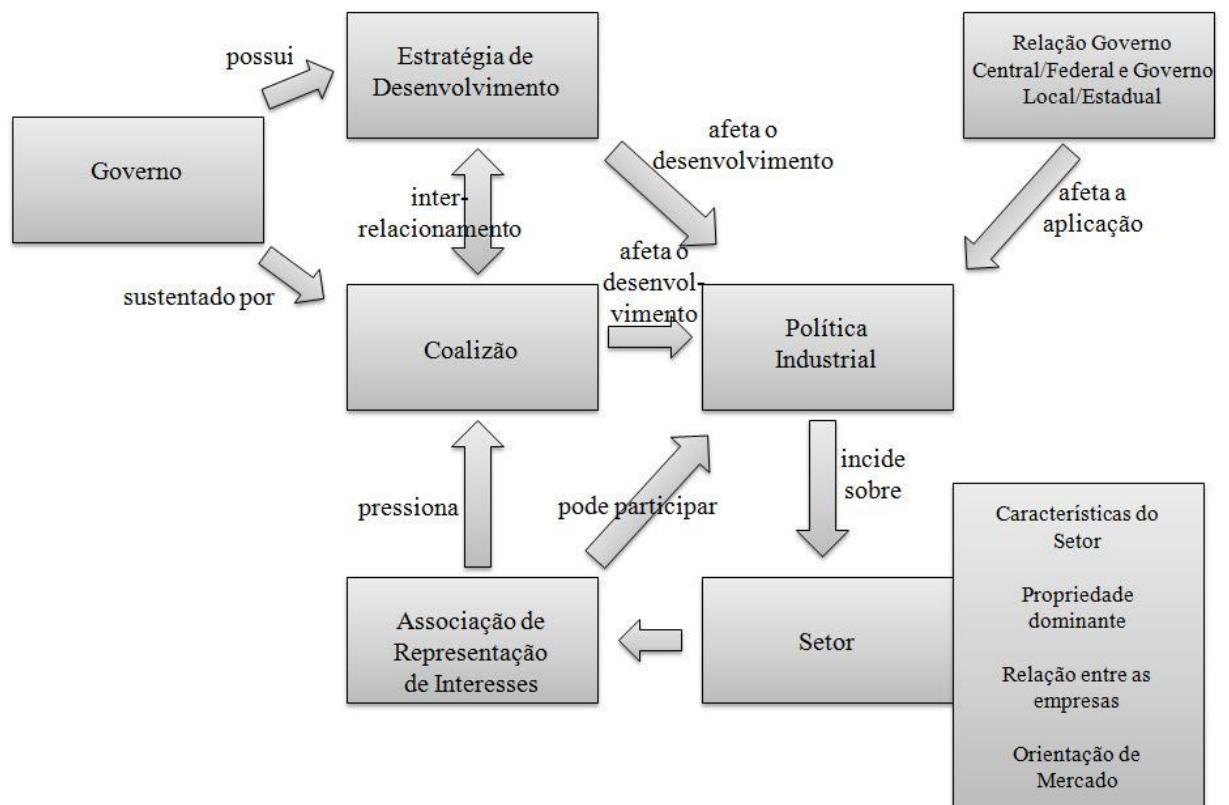 possui
Estratégia de
Desenvolvimento
Relação Governo
Central/Federal e Governo
Local/Estadual
Governo
afeta o
desenvolvimento
inter-
relacionamento
afeta a
aplicação
sustentado por
afeta o
desenvol-
vimento
Coalizão
Política
Industrial
pressiona
pode participar
incide
sobre
Associação de
Representação
de Interesses
Setor
Características do
Setor
Propriedade
dominante
Relação entre as
empresas
Orientação de
Mercado